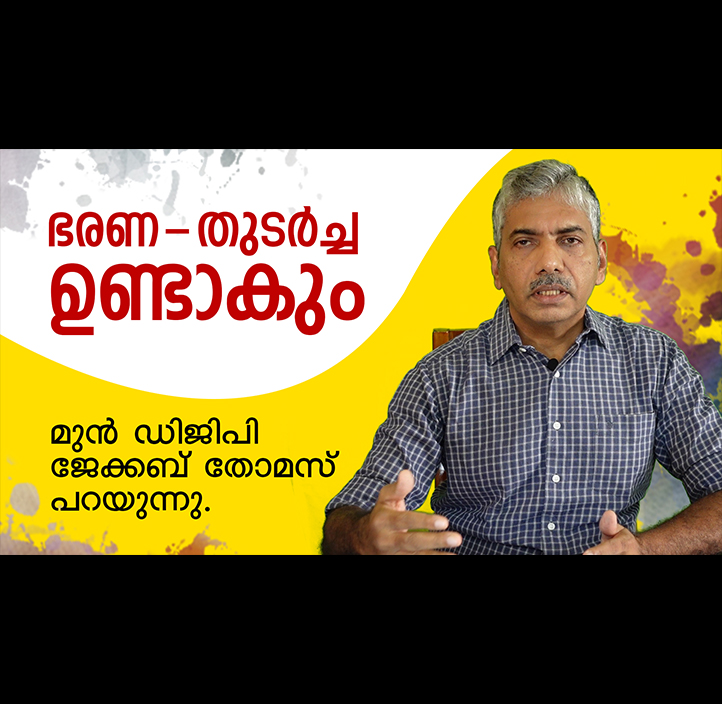 ഭരണ – തുടർച്ച
ഉണ്ടാകും
മുൻ ഡിജിപി
ജേക്കബ് തോമസ്
പറയുന്നു.